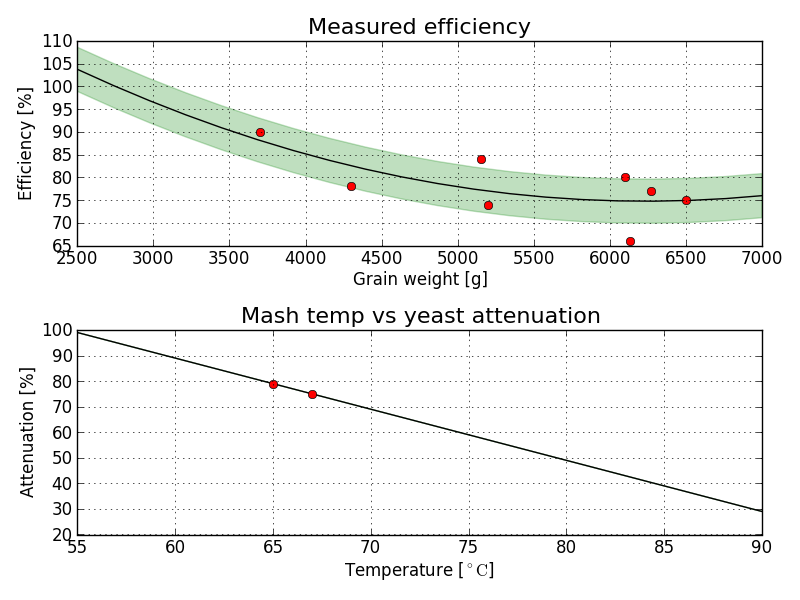 Measured efficiency
110
105
100
95
90
85
80
75
70
65
Efficiency [%]
2500 3000 3500 4000 4500 5000 5500 6000 6500 7000
Grain weight [g]
Mash temp vs yeast attenuation
100
90
80
70
60
50
40
30
20
Attenuation [%]
55 60 65 70 75 80 85 90
Temperature [°C]